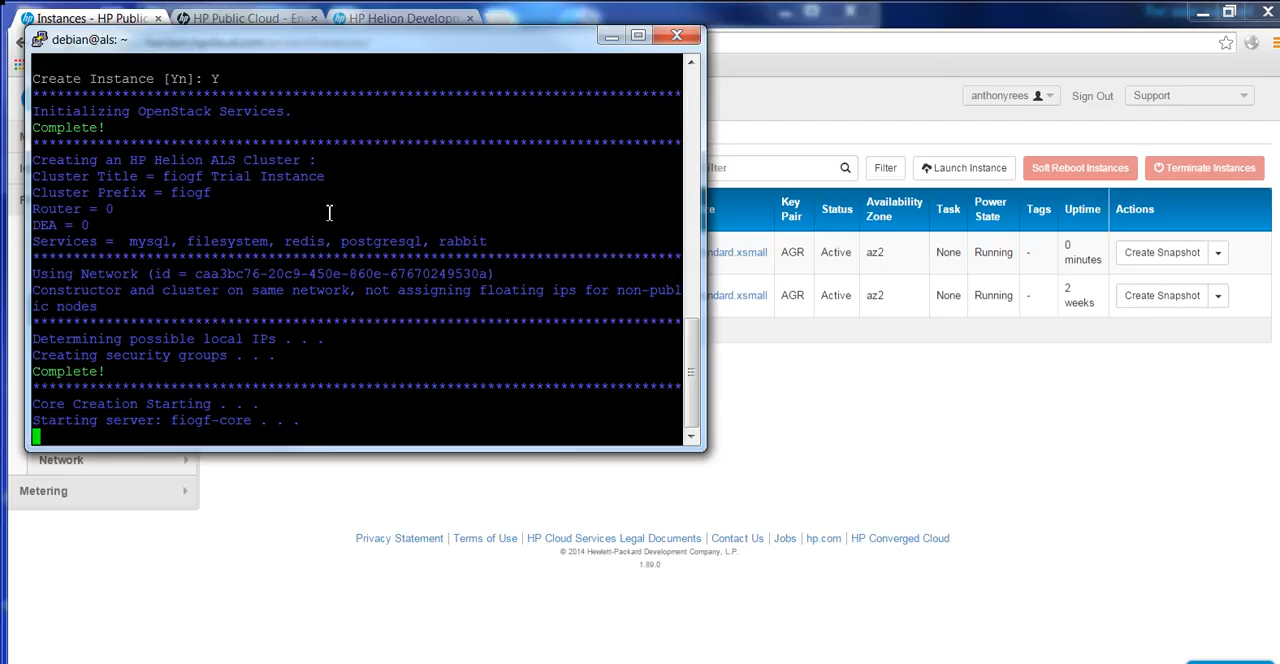 Instances - HP Public
HP Public Cloud - En
HP Helion Developm
debian@als: ~
Create Instance [Yn]: Y
********************************************************************************
Initializing OpenStack Services.
Complete!
********************************************************************************
Creating an HP Helion ALS Cluster :
Cluster Title = fiogf Trial Instance
Cluster Prefix = fiogf
Router = 0
DEA = 0
Services =  mysql, filesystem, redis, postgresql, rabbit
********************************************************************************
Using Network (id = caa3bc76-20c9-450e-860e-67670249530a)
Constructor and cluster on same network, not assigning floating ips for non-publ
ic nodes
********************************************************************************
Determining possible local IPs . . .
Creating security groups . . .
Complete!
********************************************************************************
Core Creation Starting . . .
Starting server: fiogf-core . . .
anthonyrees
Sign Out
Support
Filter
Launch Instance
Soft Reboot Instances
Terminate Instances
Key Pair
Status
Availability Zone
Task
Power State
Tags
Uptime
Actions
ndard.xsmall
AGR
Active
az2
None
Running
-
0 minutes
Create Snapshot
ndard.xsmall
AGR
Active
az2
None
Running
-
2 weeks
Create Snapshot
Network
Metering
Privacy Statement | Terms of Use | HP Cloud Services Legal Documents | Contact Us | Jobs | hp.com | HP Converged Cloud
© 2014 Hewlett-Packard Development Company, L.P.
1.89.0